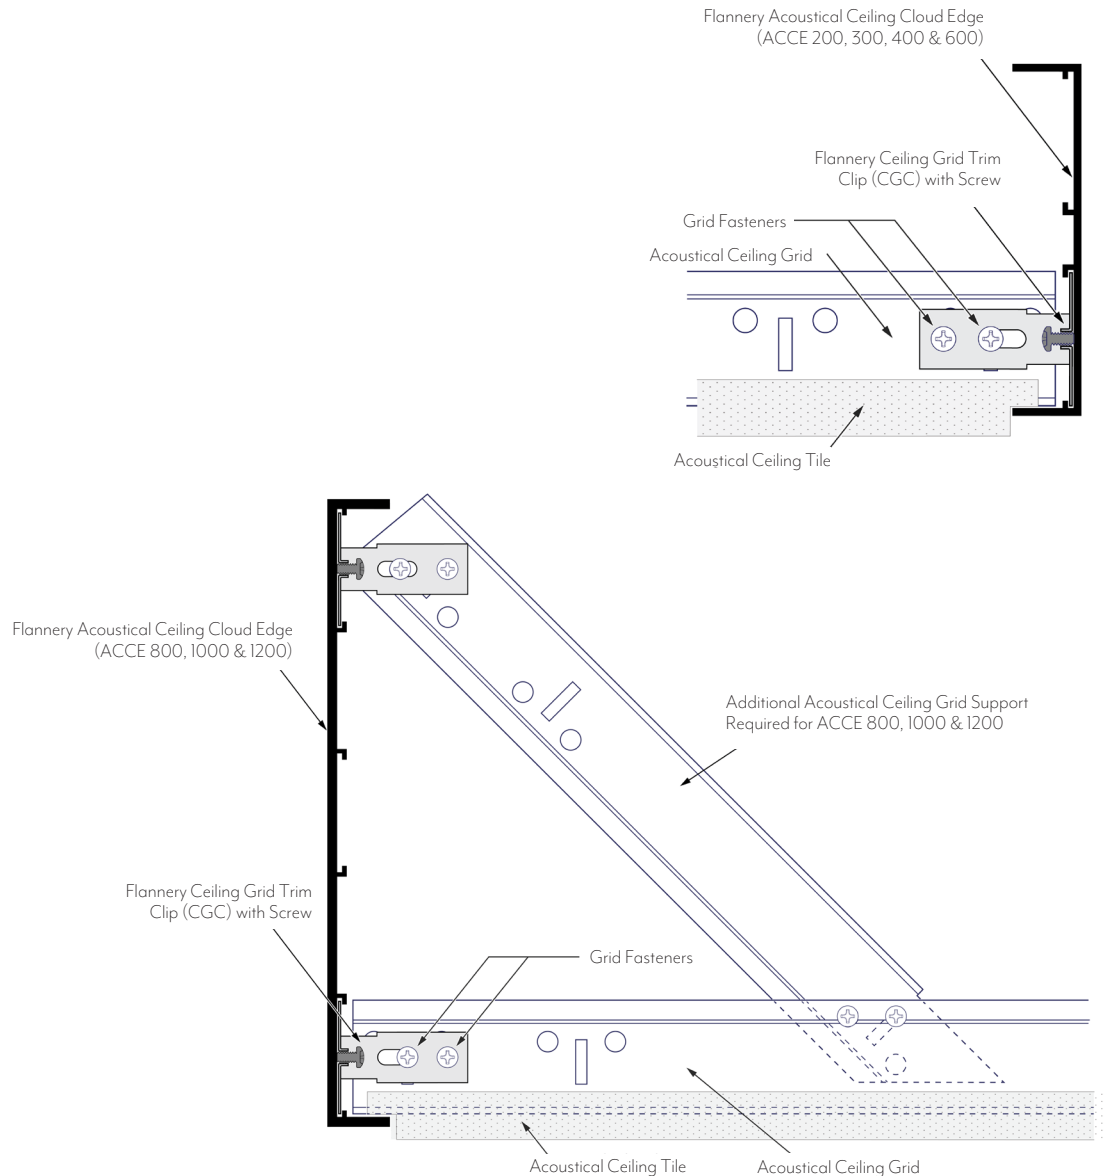 Flannery Acoustical Ceiling Cloud Edge
(ACCE 200, 300, 400 & 600)
Flannery Ceiling Grid Trim
Clip (CGC) with Screw
Grid Fasteners
Acoustical Ceiling Grid
Acoustical Ceiling Tile
Flannery Acoustical Ceiling Cloud Edge
(ACCE 800, 1000 & 1200)
Additional Acoustical Ceiling Grid Support
Required for ACCE 800, 1000 & 1200
Flannery Ceiling Grid Trim
Clip (CGC) with Screw
Grid Fasteners
Acoustical Ceiling Tile
Acoustical Ceiling Grid